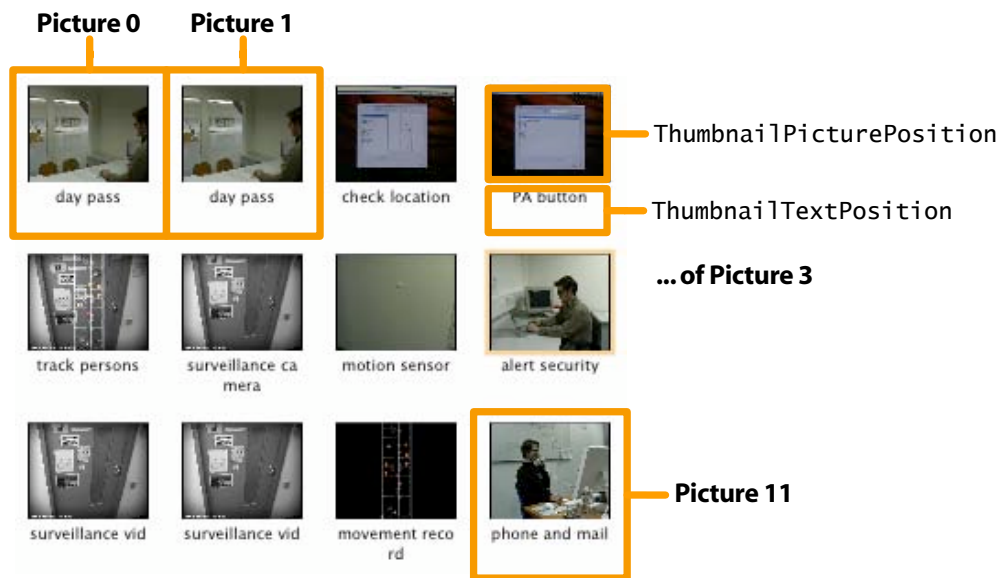 Picture 0
Picture 1
ThumbnailPicturePosition
day pass
day pass
check location
PA button
ThumbnailTextPosition
... of Picture 3
track persons
surveillance ca
mera
motion sensor
alert security
Picture 11
surveillance vid
surveillance vid
movement reco
rd
phone and mail